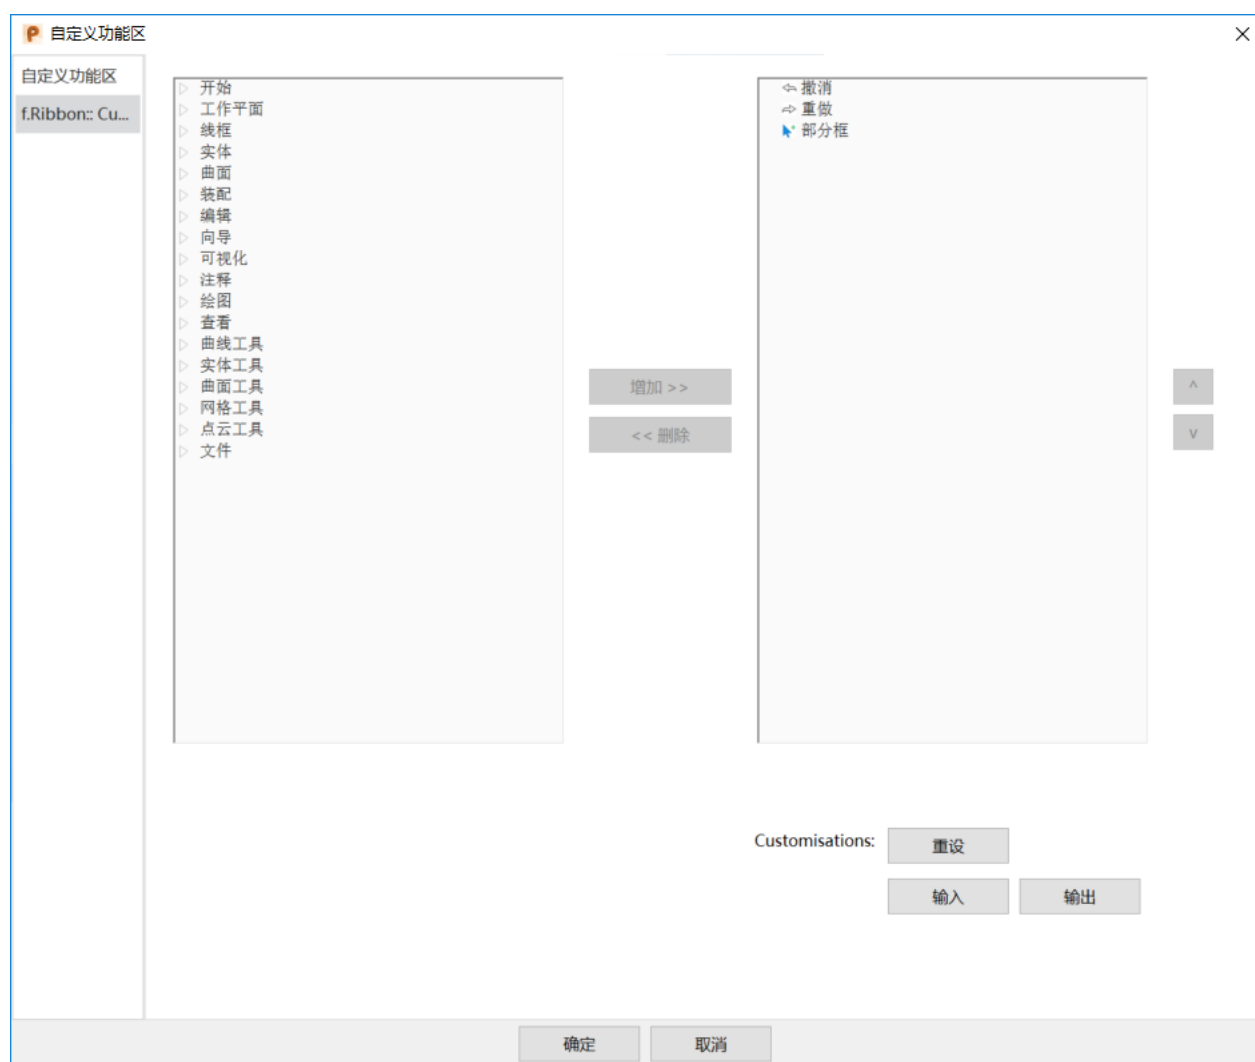 自定义功能区
自定义功能区
f.Ribbon:: Cu...
开始
工作平面
线框
实体
曲面
装配
编辑
向导
可视化
注释
绘图
查看
曲线工具
实体工具
曲面工具
网格工具
点云工具
文件
增加 >>
<< 删除
撤消
重做
部分框
^
v
Customisations:
重设
输入
输出
确定
取消